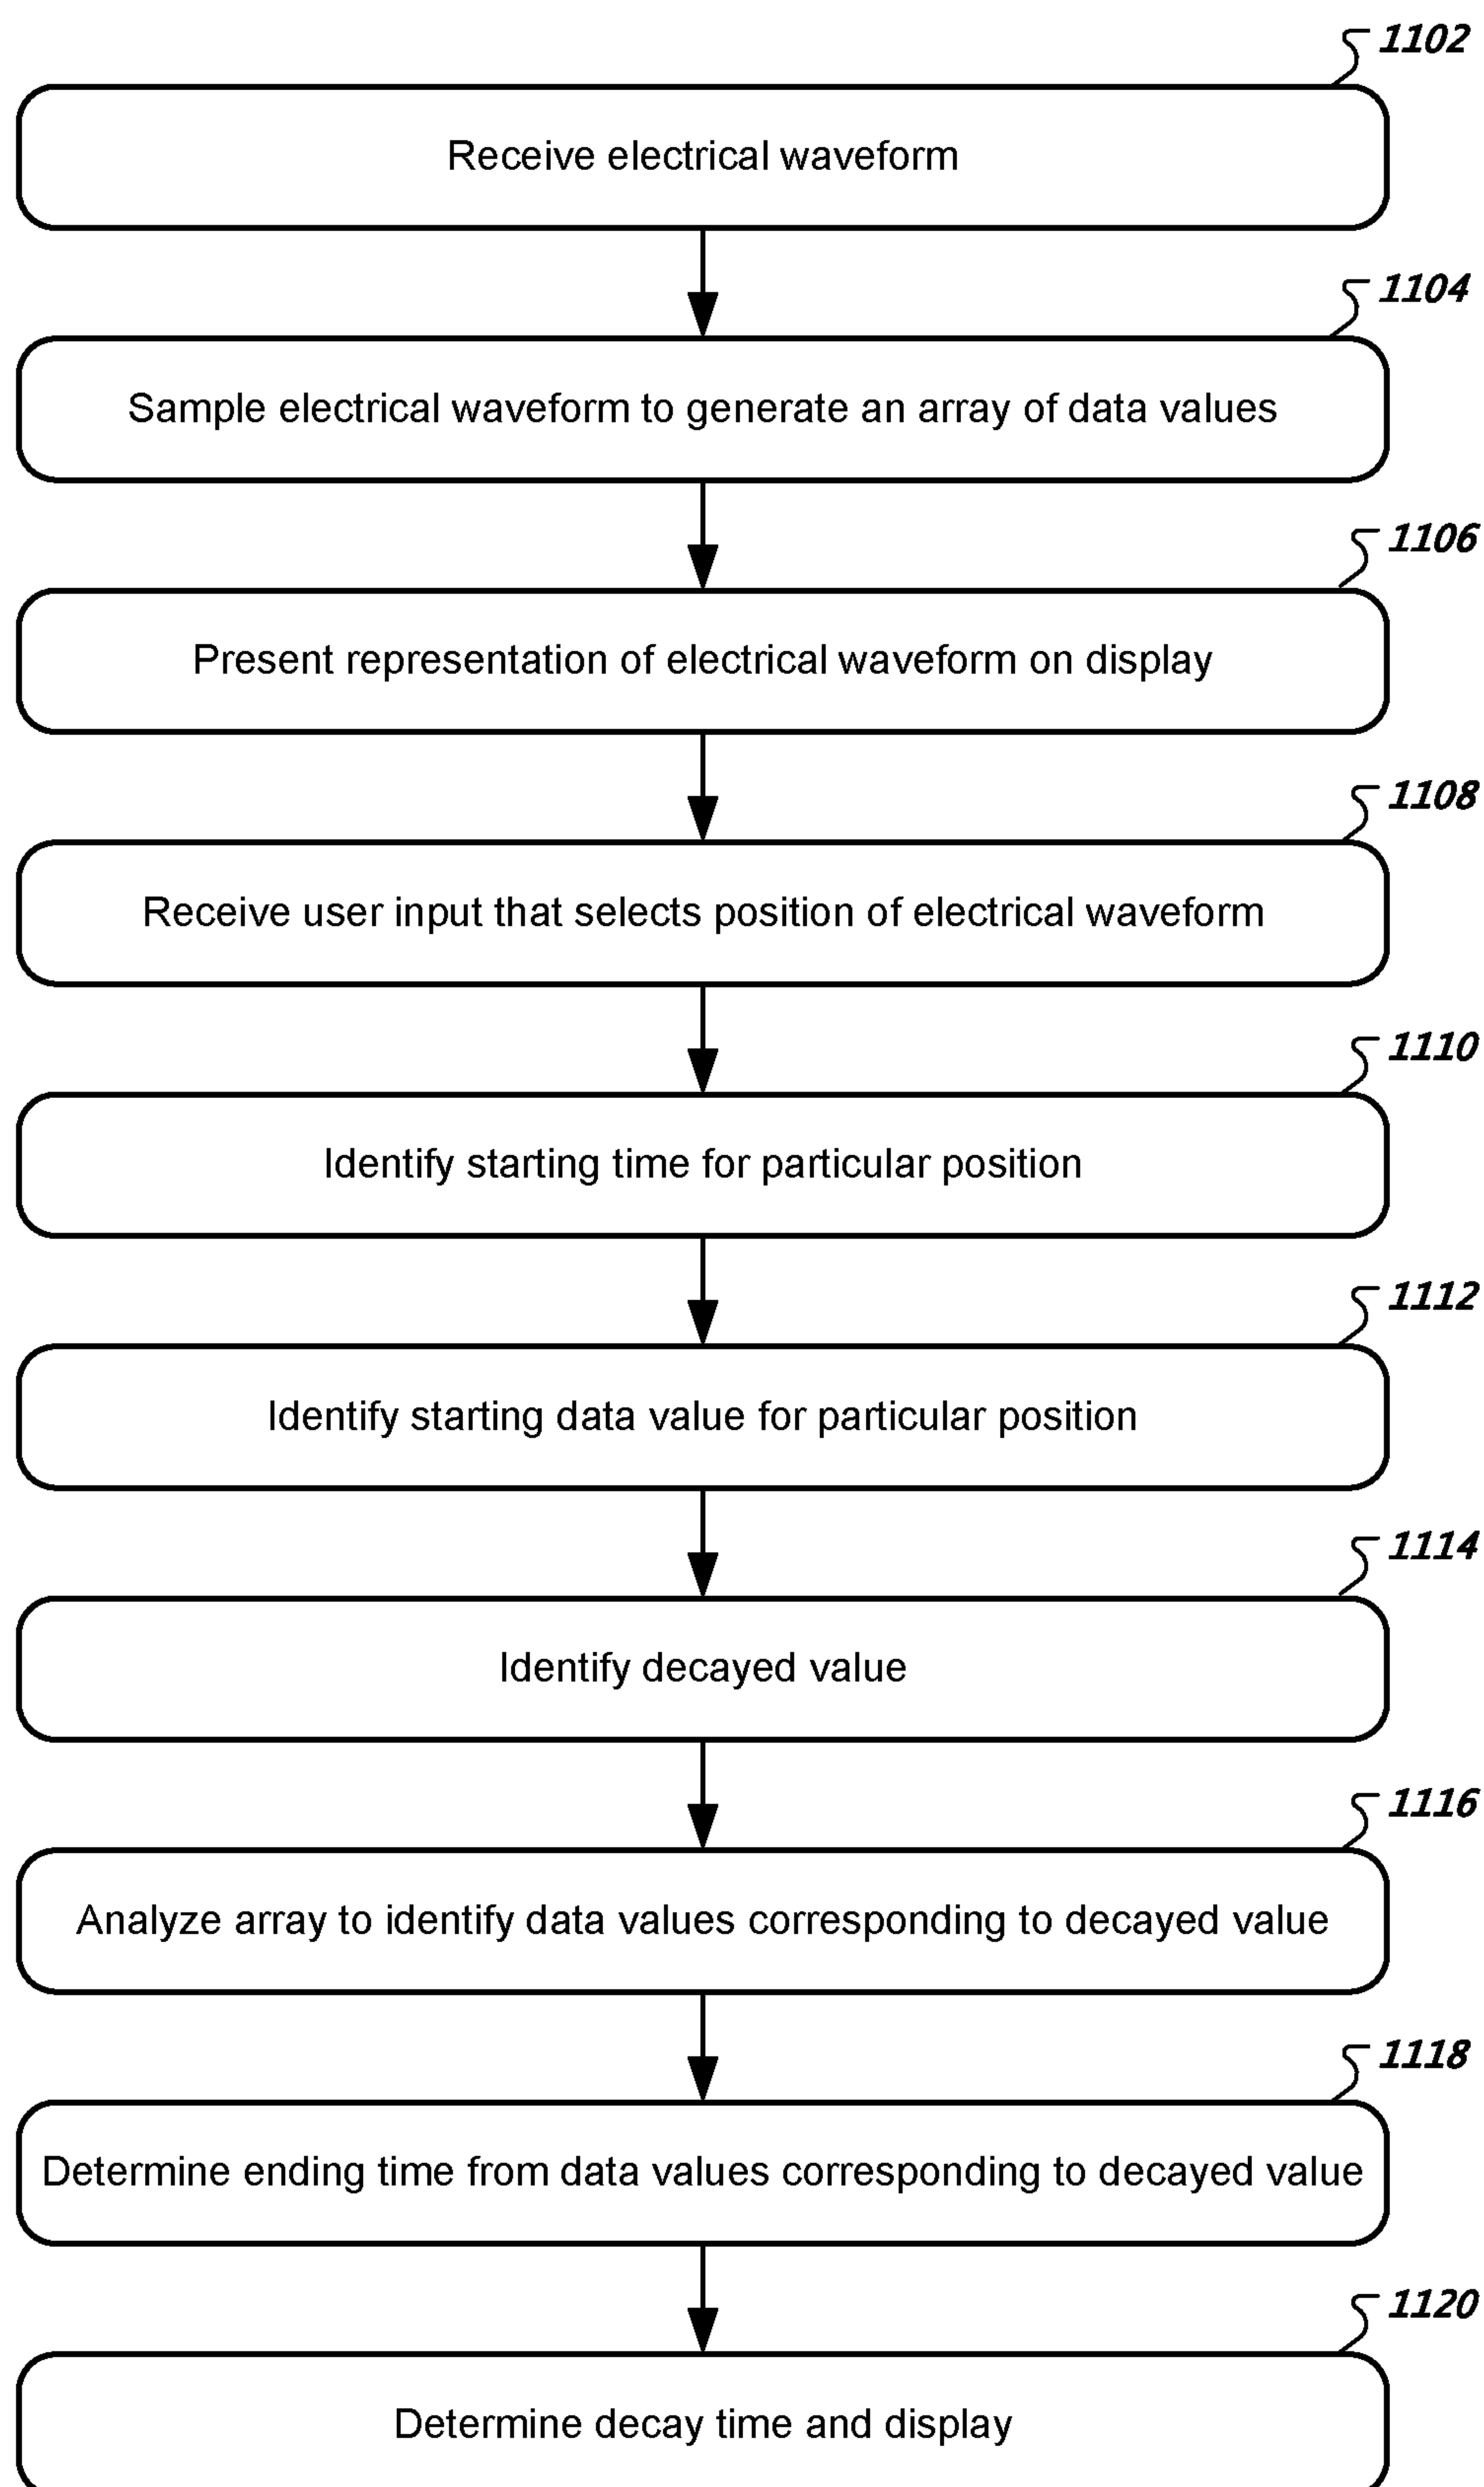 1102
Receive electrical waveform
1104
Sample electrical waveform to generate an array of data values
1106
Present representation of electrical waveform on display
1108
Receive user input that selects position of electrical waveform
1110
Identify starting time for particular position
1112
Identify starting data value for particular position
1114
Identify decayed value
1116
Analyze array to identify data values corresponding to decayed value
1118
Determine ending time from data values corresponding to decayed value
1120
Determine decay time and display